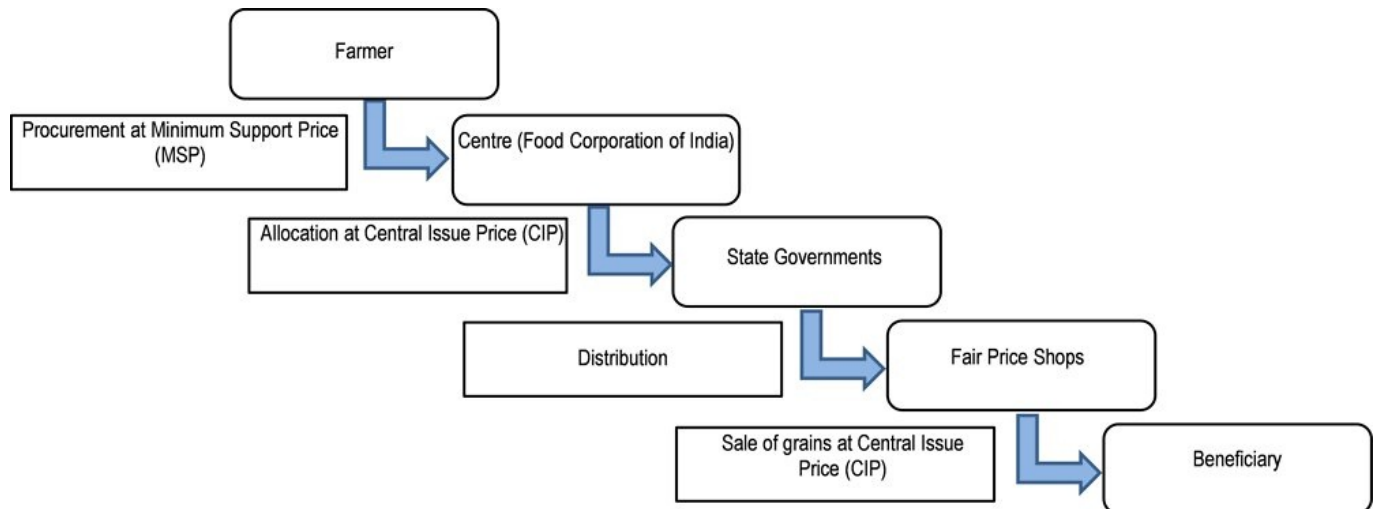 Farmer
Procurement at Minimum Support Price
(MSP)
Centre (Food Corporation of India)
Allocation at Central Issue Price (CIP)
State Governments
Distribution
Fair Price Shops
Sale of grains at Central Issue
Price (CIP)
Beneficiary